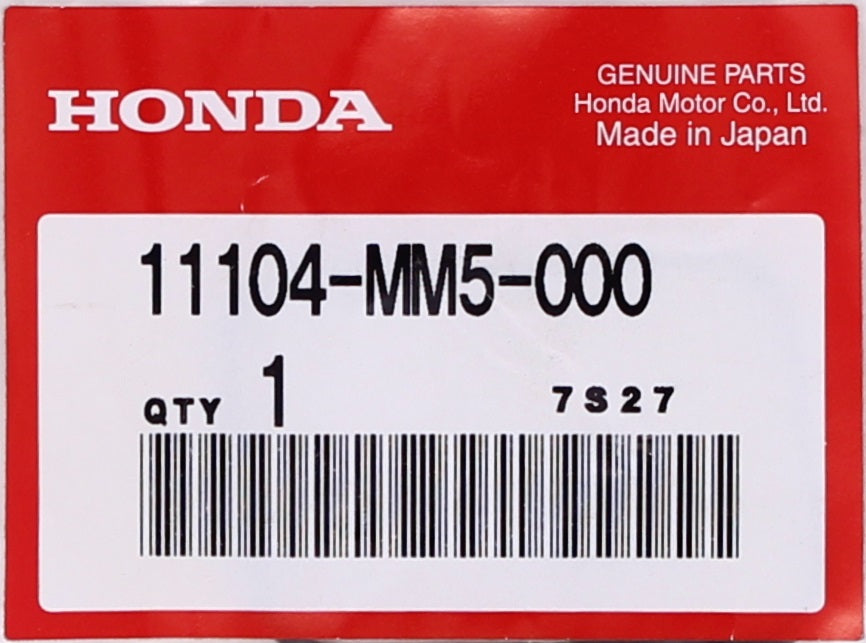 HONDA
GENUINE PARTS
Honda Motor Co., Ltd.
Made in Japan
11104-MM5-000
QTY 1
7S27